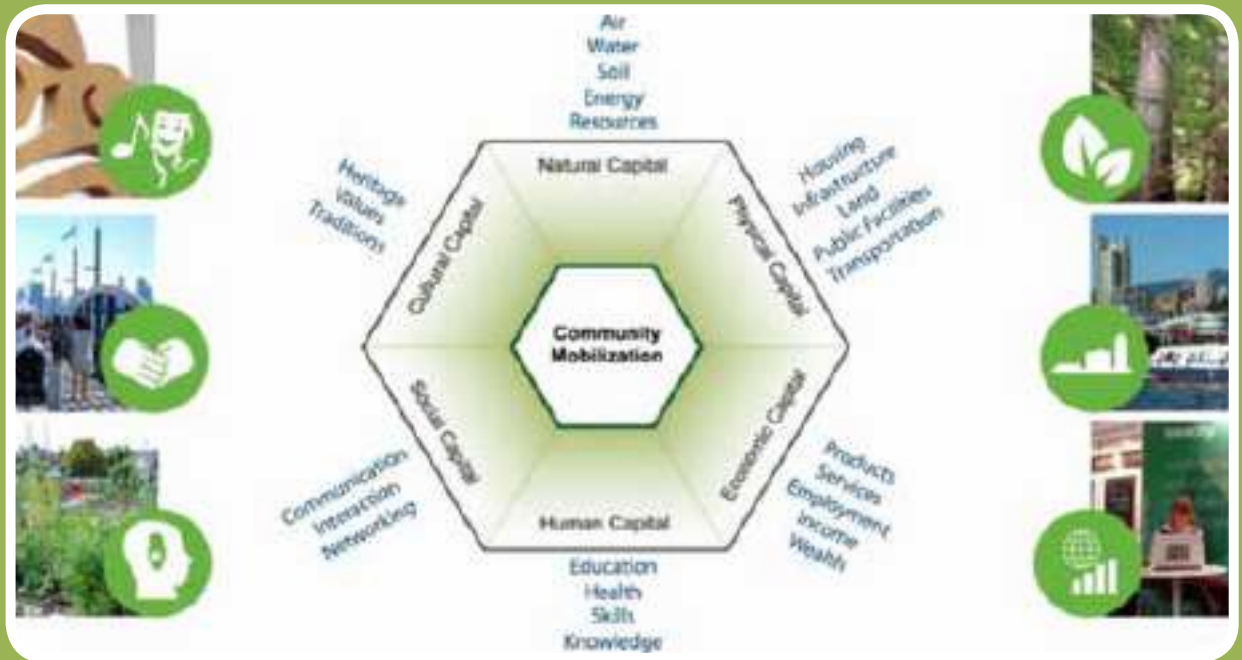 Air
Water
Soil
Energy
Resources
Natural Capital
Heritage
Values
Traditions
Cultural Capital
Housing
Infrastructure
Land
Public Facilities
Transportation
Physical Capital
Community
Mobilization
Social Capital
Communication
Interaction
Networking
Economic Capital
Products
Services
Employment
Income
Wealth
Human Capital
Education
Health
Skills
Knowledge